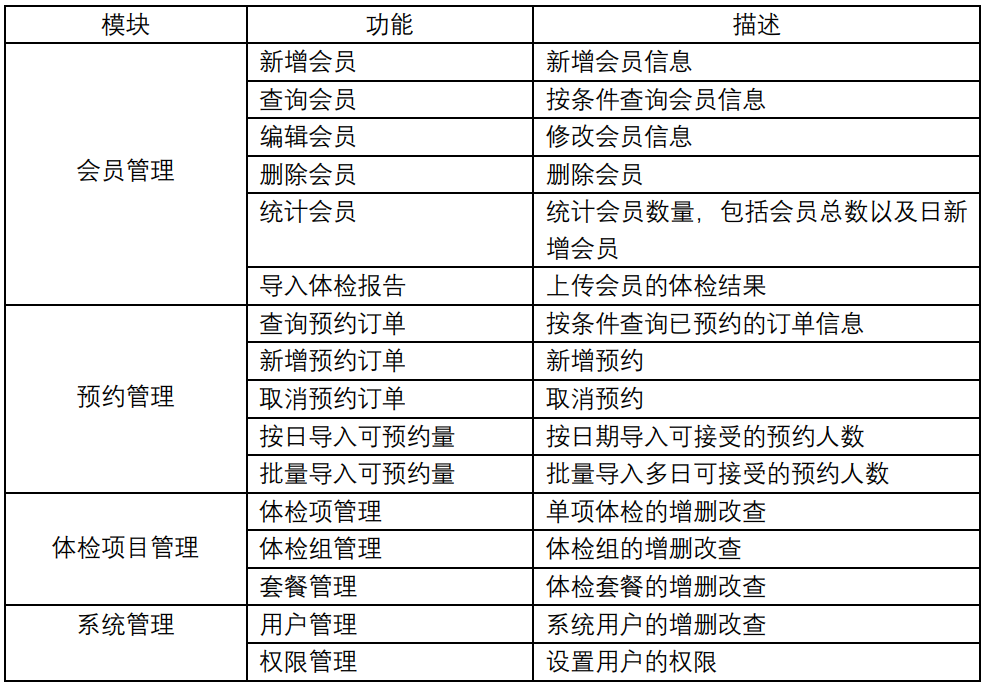 模块 功能 描述
会员管理
新增会员 新增会员信息
查询会员 按条件查询会员信息
编辑会员 修改会员信息
删除会员 删除会员
统计会员 统计会员数量，包括会员总数以及日新
增会员
导入体检报告 上传会员的体检结果
预约管理
查询预约订单 按条件查询已预约的订单信息
新增预约订单 新增预约
取消预约订单 取消预约
按日导入可预约量 按日期导入可接受的预约人数
批量导入可预约量 批量导入多日可接受的预约人数
体检项目管理
体检项管理 单项体检的增删改查
体检组管理 体检组的增删改查
套餐管理 体检套餐的增删改查
系统管理
用户管理 系统用户的增删改查
权限管理 设置用户的权限